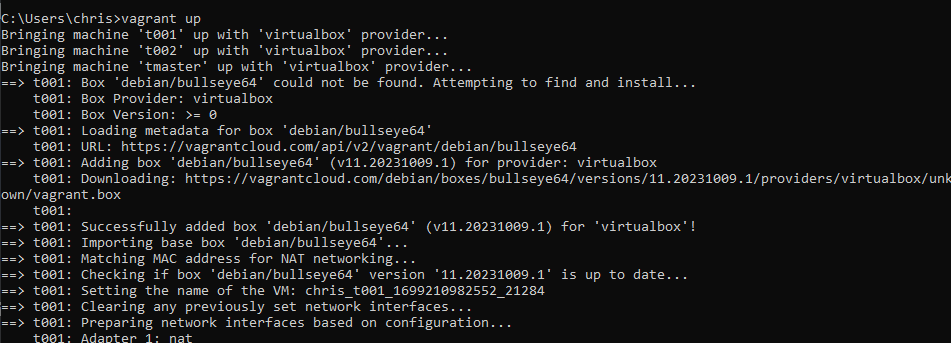 C:\Users\chris>vagrant up
Bringing machine 't001' up with 'virtualbox' provider...
Bringing machine 't002' up with 'virtualbox' provider...
Bringing machine 'tmaster' up with 'virtualbox' provider...
==> t001: Box 'debian/bullseye64' could not be found. Attempting to find and install...
    t001: Box Provider: virtualbox
    t001: Box Version: >= 0
==> t001: Loading metadata for box 'debian/bullseye64'
    t001: URL: https://vagrantcloud.com/api/v2/vagrant/debian/bullseye64
==> t001: Adding box 'debian/bullseye64' (v11.20231009.1) for provider: virtualbox
    t001: Downloading: https://vagrantcloud.com/debian/boxes/bullseye64/versions/11.20231009.1/providers/virtualbox/unk
own/vagrant.box
    t001:
==> t001: Successfully added box 'debian/bullseye64' (v11.20231009.1) for 'virtualbox'!
==> t001: Importing base box 'debian/bullseye64'...
==> t001: Matching MAC address for NAT networking...
==> t001: Checking if box 'debian/bullseye64' version '11.20231009.1' is up to date...
==> t001: Setting the name of the VM: chris_t001_1699210982552_21284
==> t001: Clearing any previously set network interfaces...
==> t001: Preparing network interfaces based on configuration...
    t001: Adapter 1: nat